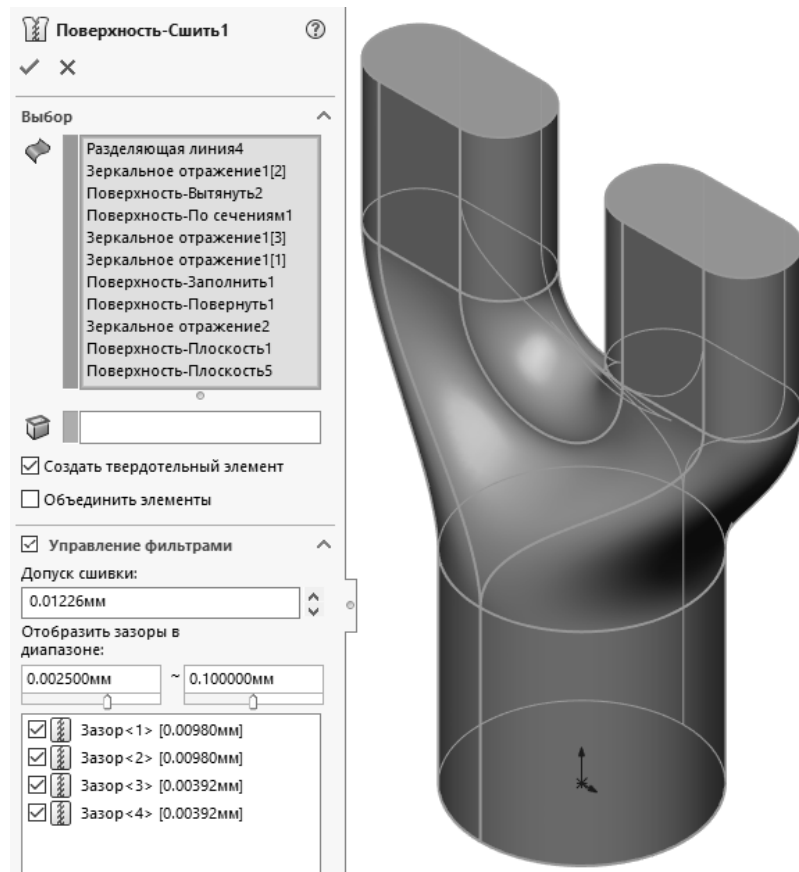 Поверхность-Сшить1
Выбор
Разделяющая линия4
Зеркальное отражение1[2]
Поверхность-Вытянуть2
Поверхность-По сечениям1
Зеркальное отражение1[3]
Зеркальное отражение1[1]
Поверхность-Заполнить1
Поверхность-Повернуть1
Зеркальное отражение2
Поверхность-Плоскость1
Поверхность-Плоскость5
Создать твердотельный элемент
Объединить элементы
Управление фильтрами
Допуск сшивки:
0.01226мм
Отобразить зазоры в
диапазоне:
0.002500мм ~ 0.100000мм
Зазор<1> [0.00980мм]
Зазор<2> [0.00980мм]
Зазор<3> [0.00392мм]
Зазор<4> [0.00392мм]